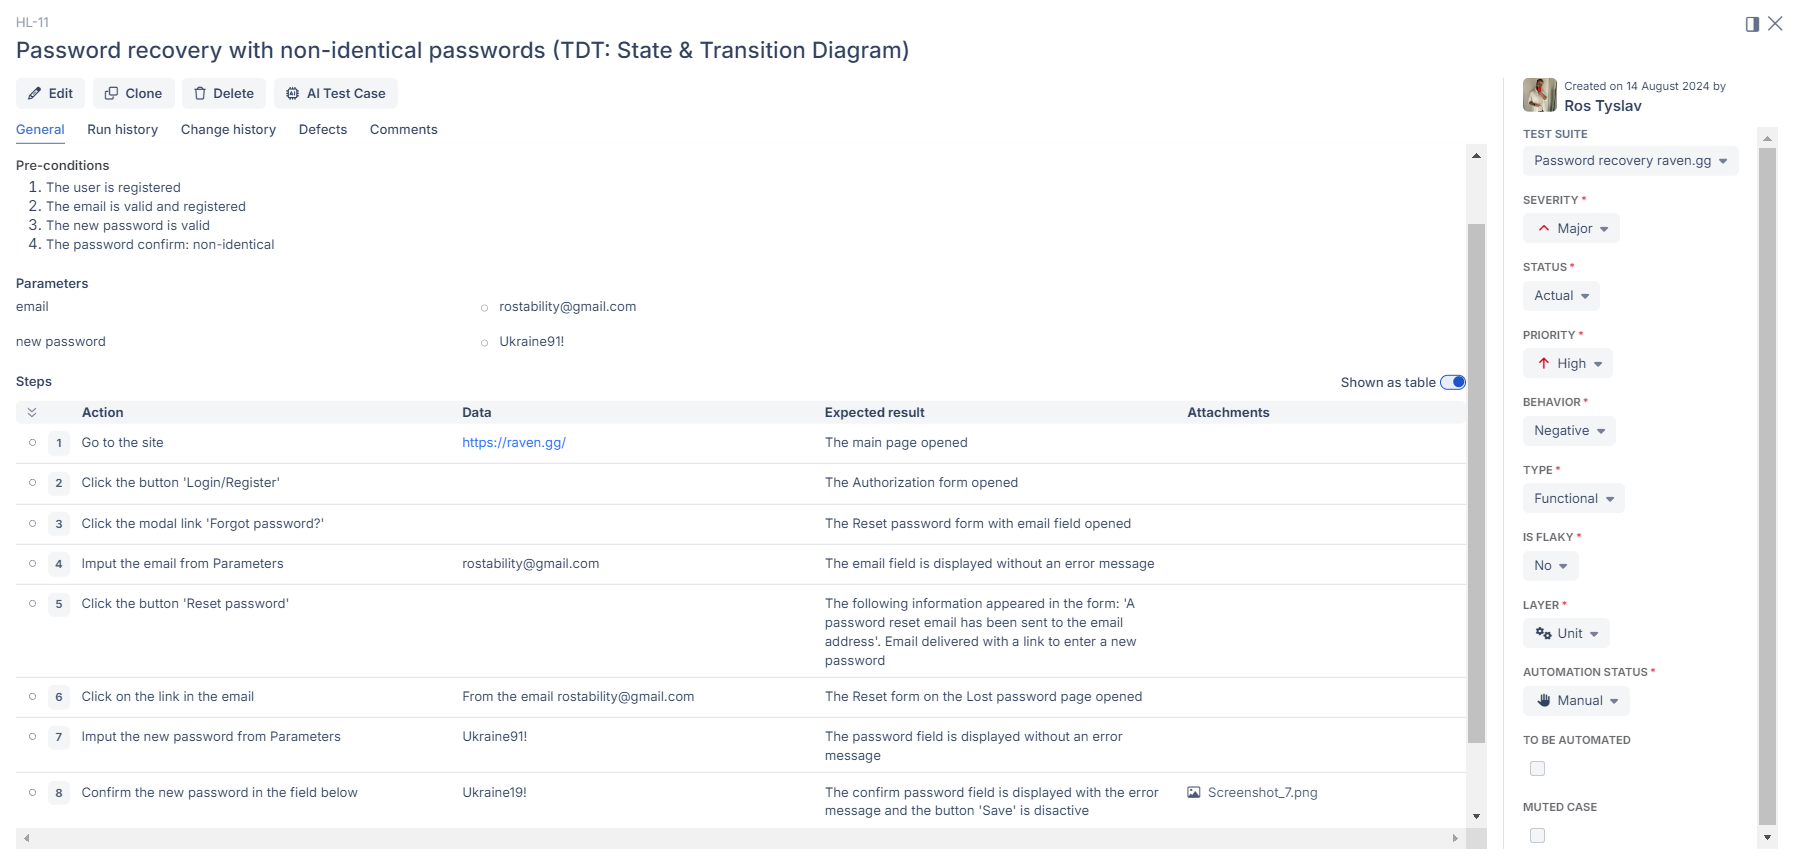 HL-11
Password recovery with non-identical passwords (TDT: State & Transition Diagram)
Edit
Clone
Delete
AI Test Case
General
Run history
Change history
Defects
Comments
Pre-conditions
1. The user is registered
2. The email is valid and registered
3. The new password is valid
4. The password confirm: non-identical
Parameters
email
rostability@gmail.com
new password
Ukraine91!
Steps
Shown as table
Action Data Expected result Attachments
1 Go to the site https://raven.gg/ The main page opened
2 Click the button 'Login/Register' The Authorization form opened
3 Click the modal link 'Forgot password?' The Reset password form with email field opened
4 Imput the email from Parameters rostability@gmail.com The email field is displayed without an error message
5 Click the button 'Reset password' The following information appeared in the form: 'A
password reset email has been sent to the email
address'. Email delivered with a link to enter a new
password
6 Click on the link in the email From the email rostability@gmail.com The Reset form on the Lost password page opened
7 Imput the new password from Parameters Ukraine91! The password field is displayed without an error
message
8 Confirm the new password in the field below Ukraine19! The confirm password field is displayed with the error Screenshot_7.png
message and the button 'Save' is disactive
Created on 14 August 2024 by
Ros Tyslav
TEST SUITE
Password recovery raven.gg
SEVERITY *
Major
STATUS *
Actual
PRIORITY *
High
BEHAVIOR *
Negative
TYPE *
Functional
IS FLAKY *
No
LAYER *
Unit
AUTOMATION STATUS *
Manual
TO BE AUTOMATED
MUTED CASE